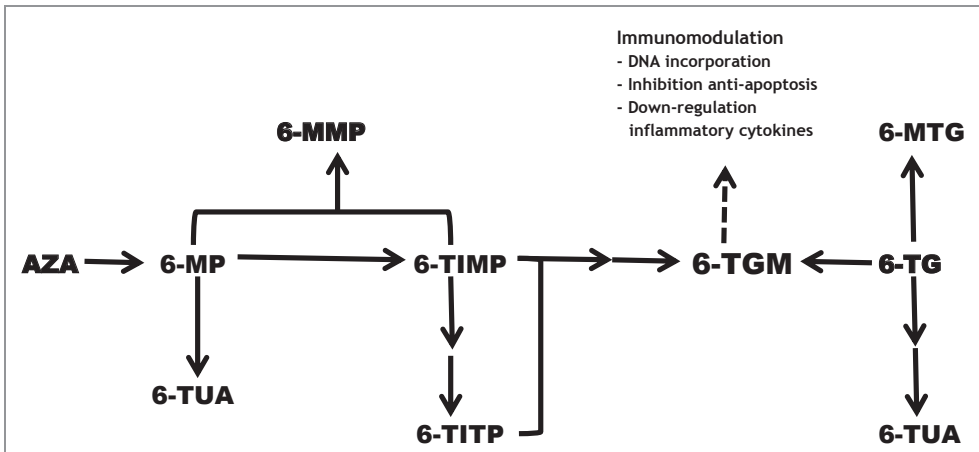 Immunomodulation
- DNA incorporation
- Inhibition anti-apoptosis
- Down-regulation
inflammatory cytokines
6-MMP
6-MTG
AZA
6-MP
6-TIMP
6-TGM
6-TG
6-TUA
6-TITP
6-TUA